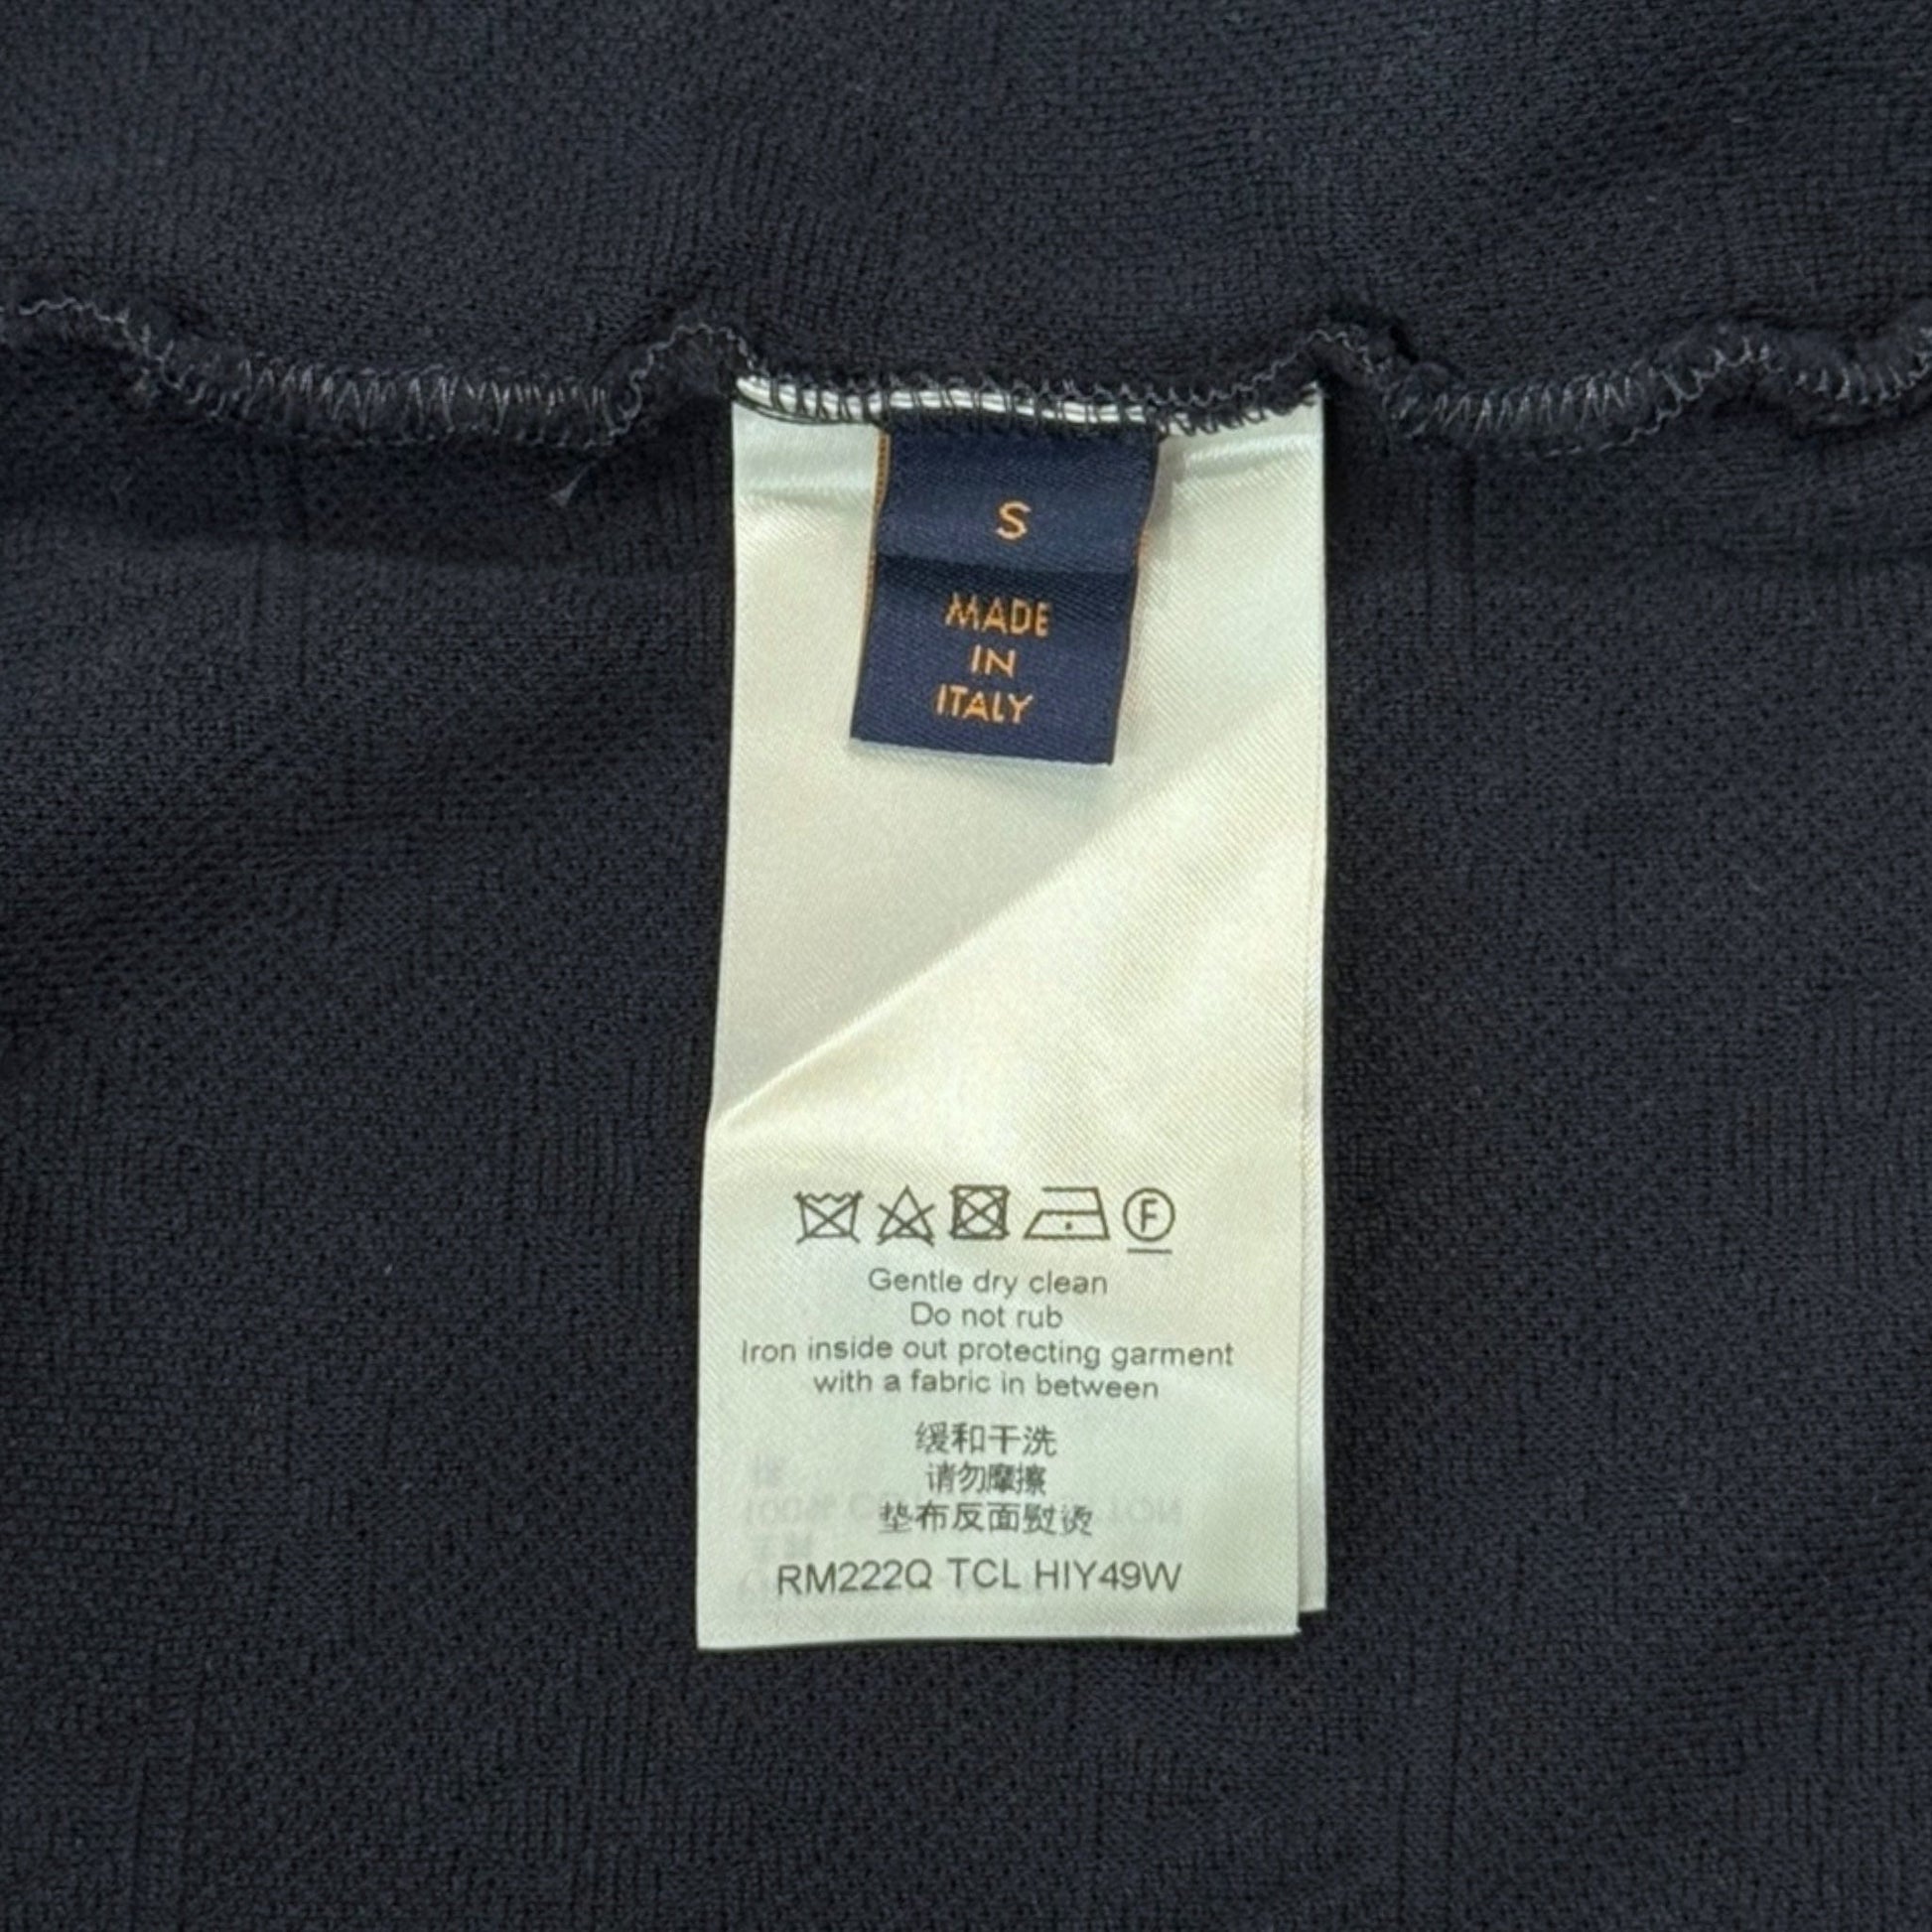 S
MADE
IN
ITALY
F
Gentle dry clean
Do not rub
Iron inside out protecting garment
with a fabric in between
缓和干洗
请勿摩擦
垫布反面熨烫
RM222Q TCL HIY49W